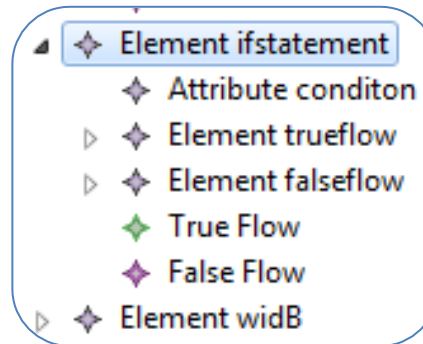 Element ifstatement
Attribute conditon
Element trueflow
Element falseflow
True Flow
False Flow
Element widB